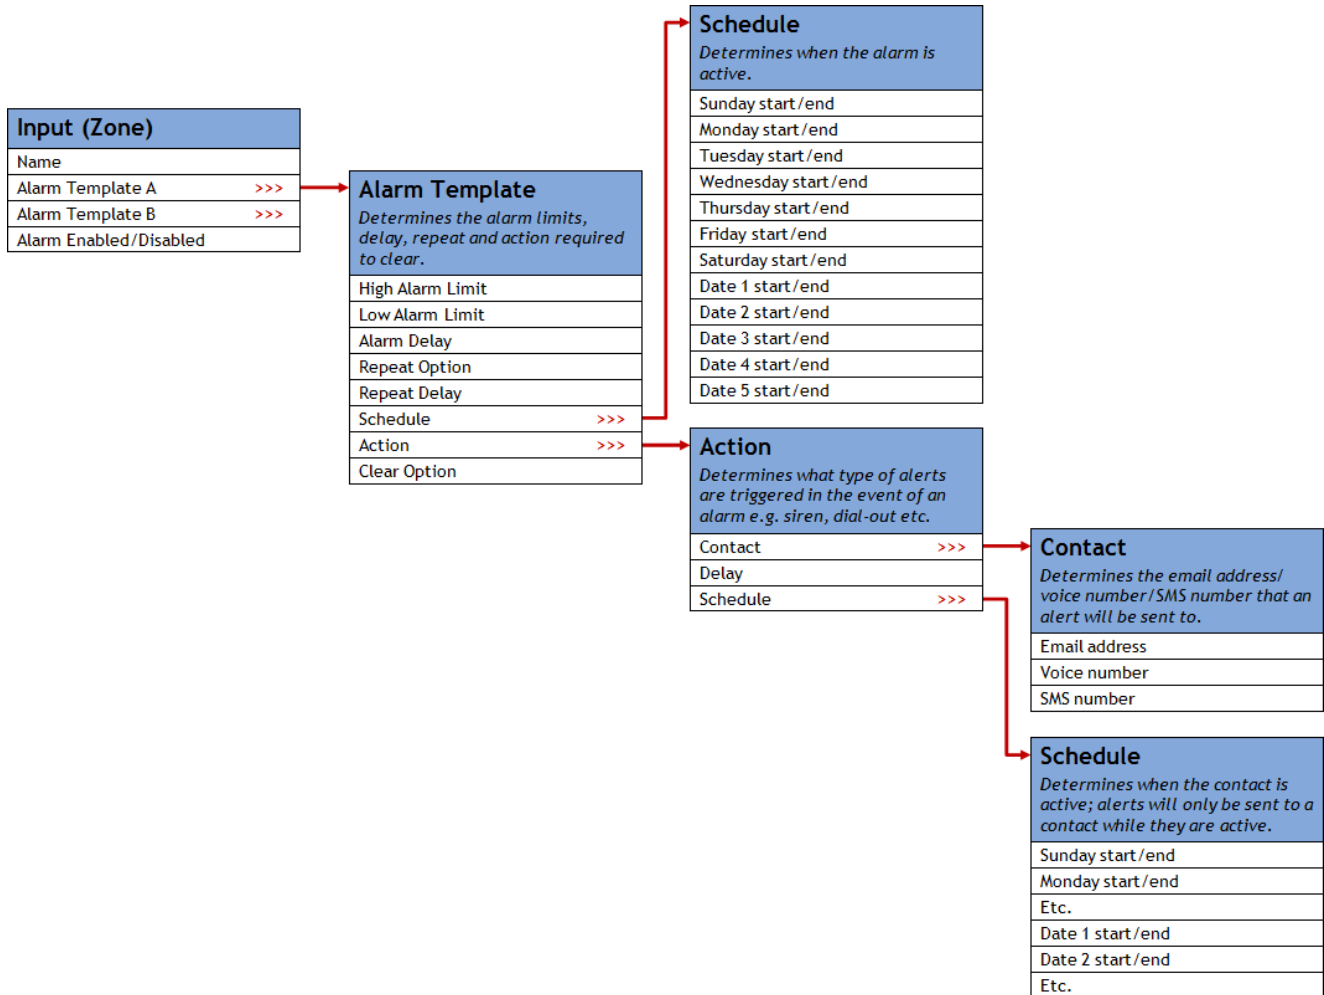 Input (Zone)
Name
Alarm Template A >>>
Alarm Template B >>>
Alarm Enabled/Disabled
Alarm Template
Determines the alarm limits,
delay, repeat and action required
to clear.
High Alarm Limit
Low Alarm Limit
Alarm Delay
Repeat Option
Repeat Delay
Schedule >>>
Action >>>
Clear Option
Schedule
Determines when the alarm is
active.
Sunday start/end
Monday start/end
Tuesday start/end
Wednesday start/end
Thursday start/end
Friday start/end
Saturday start/end
Date 1 start/end
Date 2 start/end
Date 3 start/end
Date 4 start/end
Date 5 start/end
Action
Determines what type of alerts
are triggered in the event of an
alarm e.g. siren, dial-out etc.
Contact >>>
Delay
Schedule >>>
Contact
Determines the email address/
voice number/SMS number that an
alert will be sent to.
Email address
Voice number
SMS number
Schedule
Determines when the contact is
active; alerts will only be sent to a
contact while they are active.
Sunday start/end
Monday start/end
Etc.
Date 1 start/end
Date 2 start/end
Etc.